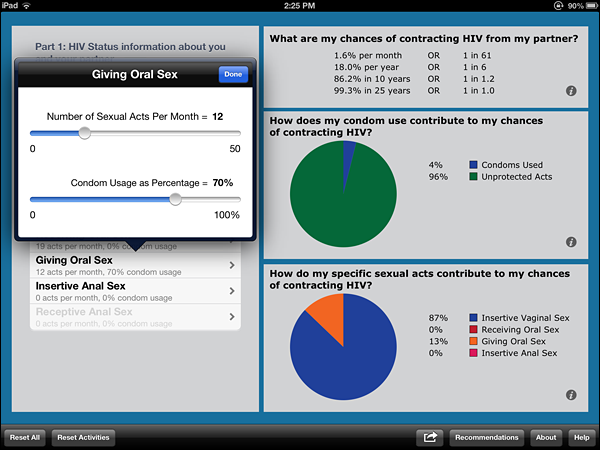 iPad
2:25 PM
90%
Part 1: HIV Status information about you
Giving Oral Sex
Done
Number of Sexual Acts Per Month = 12
0
50
Condom Usage as Percentage = 70%
0
100%
19 acts per month, 0% condom usage
Giving Oral Sex
12 acts per month, 70% condom usage
Insertive Anal Sex
0 acts per month, 0% condom usage
Receptive Anal Sex
0 acts per month, 0% condom usage
What are my chances of contracting HIV from my partner?
1.6% per month OR 1 in 61
18.0% per year OR 1 in 6
86.2% in 10 years OR 1 in 1.2
99.3% in 25 years OR 1 in 1.0
How does my condom use contribute to my chances
of contracting HIV?
4% Condoms Used
96% Unprotected Acts
How do my specific sexual acts contribute to my chances
of contracting HIV?
87% Insertive Vaginal Sex
0% Receiving Oral Sex
13% Giving Oral Sex
0% Insertive Anal Sex
Reset All
Reset Activities
Recommendations
About
Help